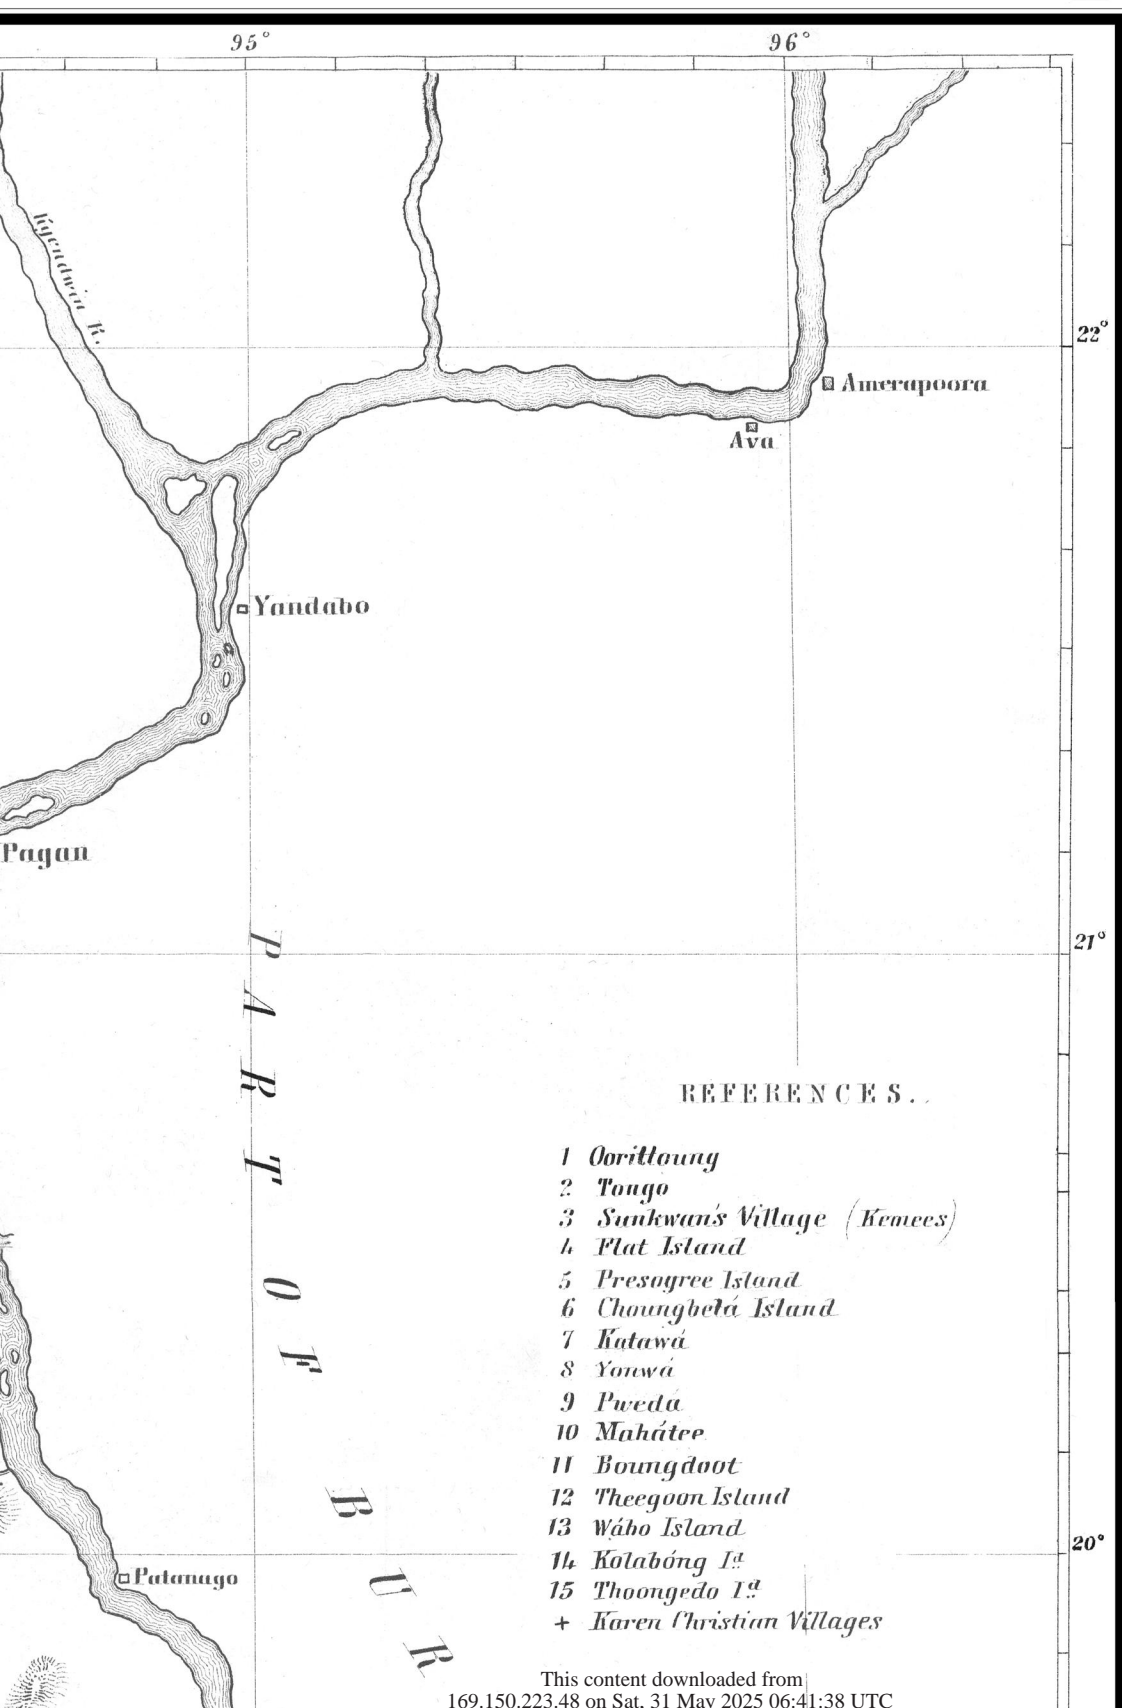 95°
96°
Kyendwin R.
22°
Amerapoora
Ava
Yandabo
Pagan
21°
PART OF BUR
REFERENCES.
1 Oorittoung
2 Tongo
3 Sunkwan's Village (Kemees)
4 Flat Island
5 Presoyree Island
6 Choungbelá Island
7 Katawá
8 Yonwá
9 Pweda
10 Mahátee
11 Boungdoot
12 Theegoon Island
13 Wáho Island
14 Kolabóng Id.
15 Thoongedo Id.
+ Karen Christian Villages
20°
Patanago
This content downloaded from
169.150.223.48 on Sat, 31 May 2025 06:41:38 UTC